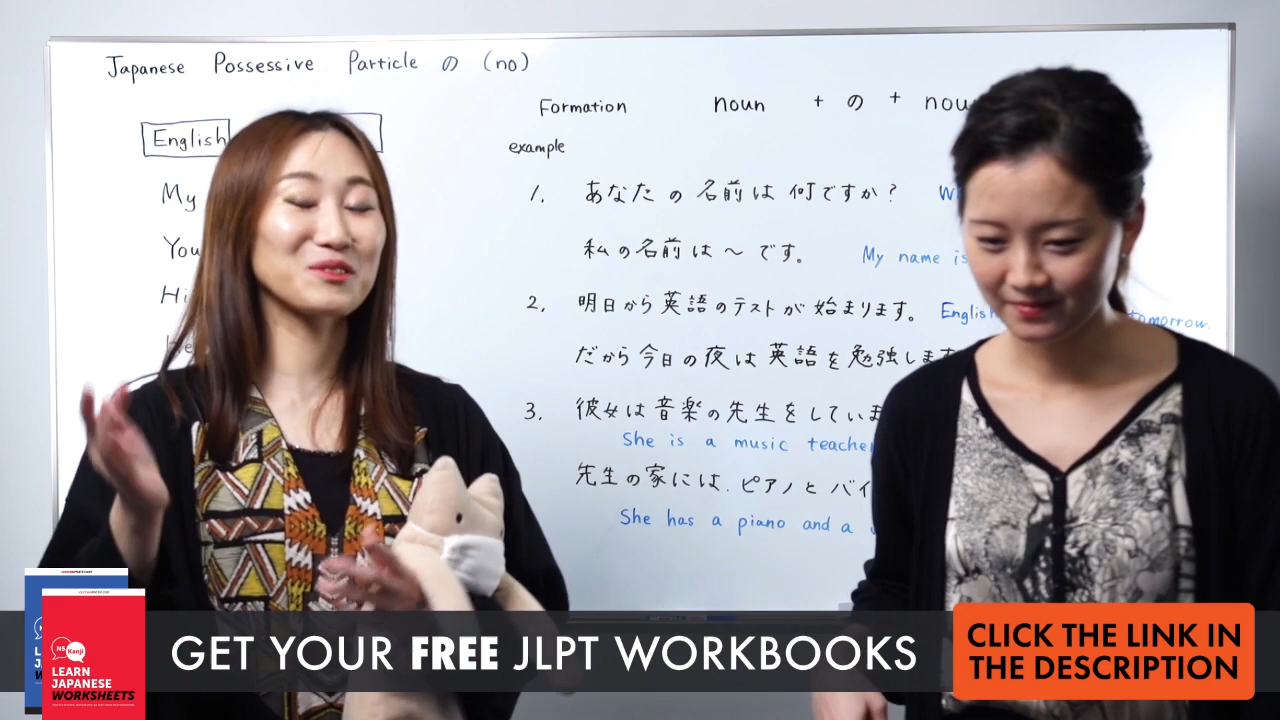 Japanese Possessive Particle の (no)
English
My
Formation noun + の +
example
1. あなたの名前は何ですか？
私の名前は〜です。 My name is
2. 明日から英語のテストが始まります。 English tomorrow.
だから今日の夜は英語を勉強します
3. 彼女は音楽の先生をしていま
She is a music teacher
先生の家には、ピアノとバイ
She has a piano and a
GET YOUR FREE JLPT WORKBOOKS
CLICK THE LINK IN
THE DESCRIPTION
NS Kanji
LEARN
JAPANESE
WORKSHEETS